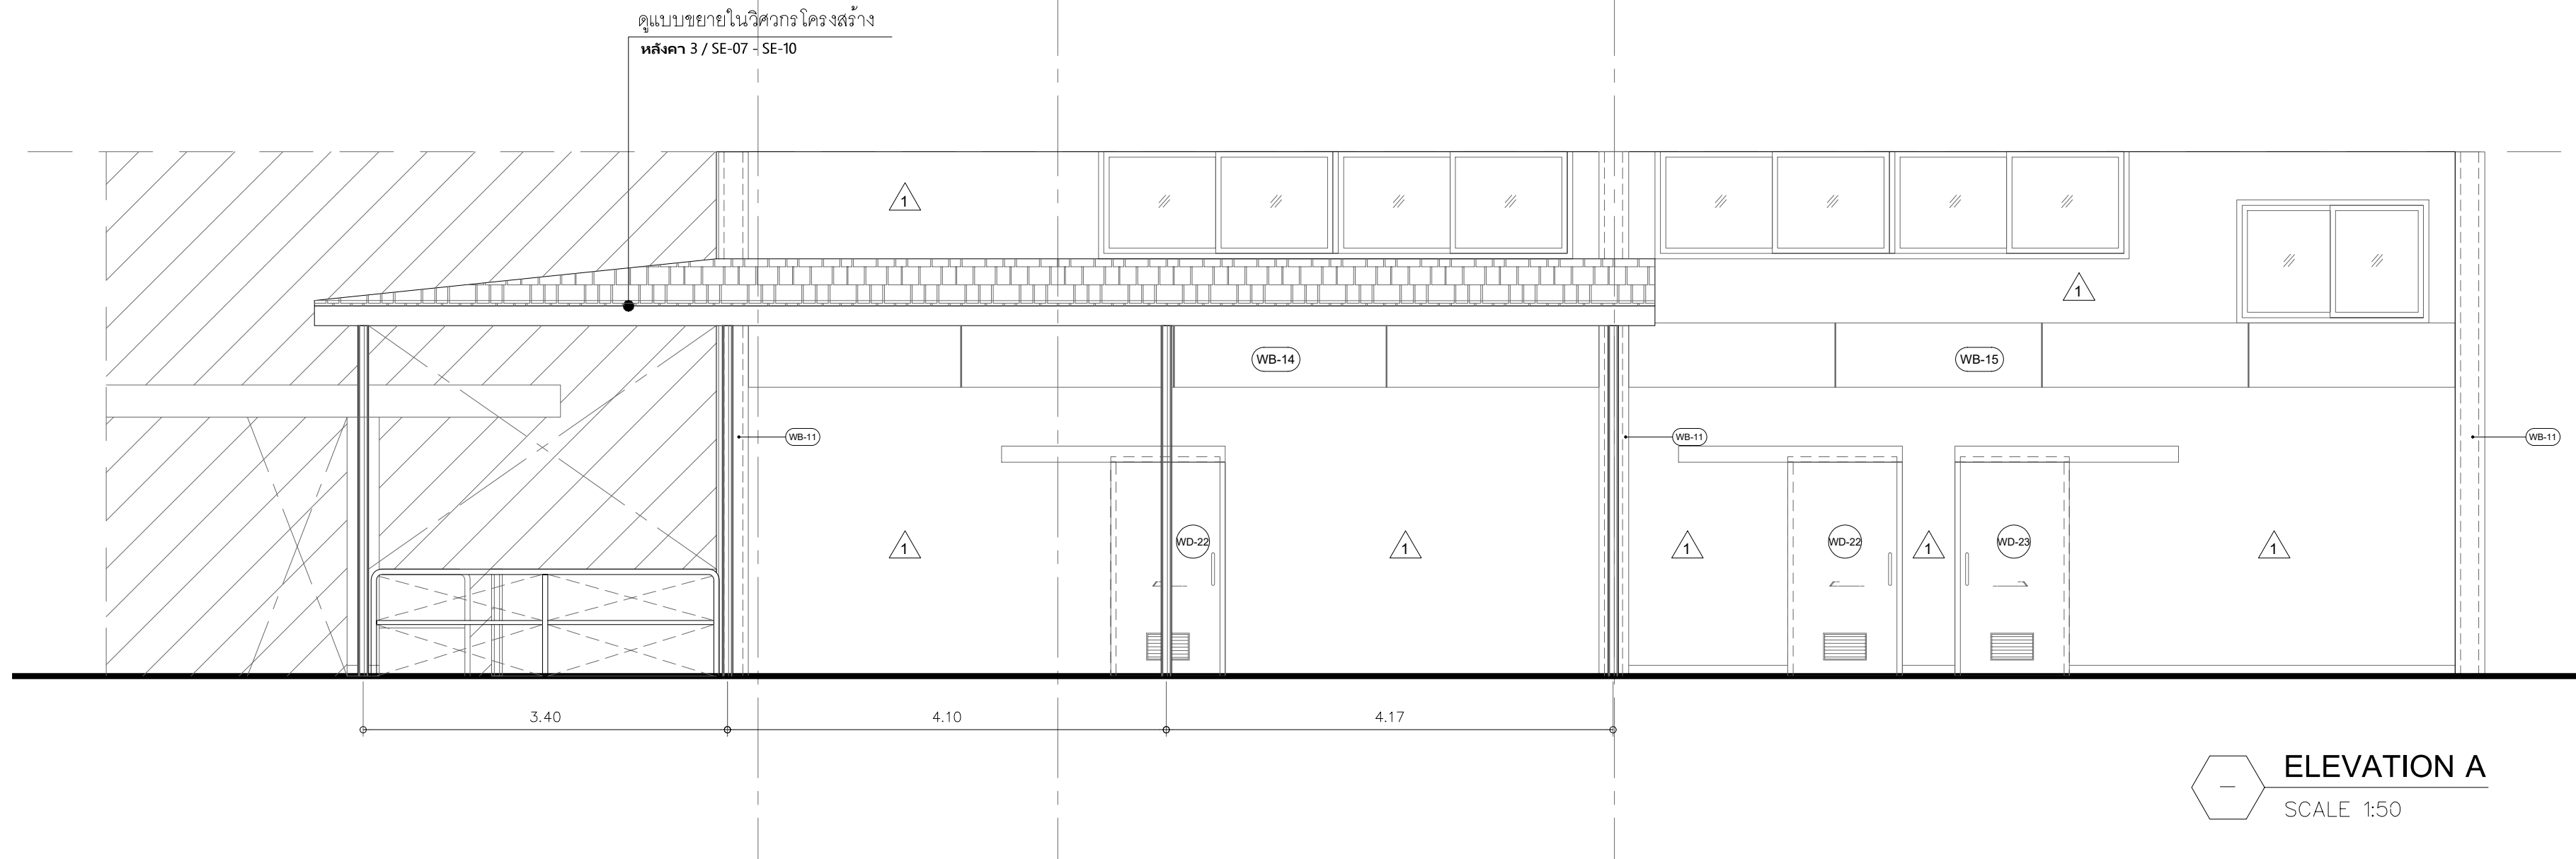 ดูแบบขยายในวิศวกรโครงสร้าง
หลังคา 3 / SE-07 - SE-10
1
1
WB-14
WB-15
WB-11
WB-11
WB-11
1
WD-22
1
1
WD-22
1
WD-23
1
3.40
4.10
4.17
ELEVATION A
SCALE 1:50